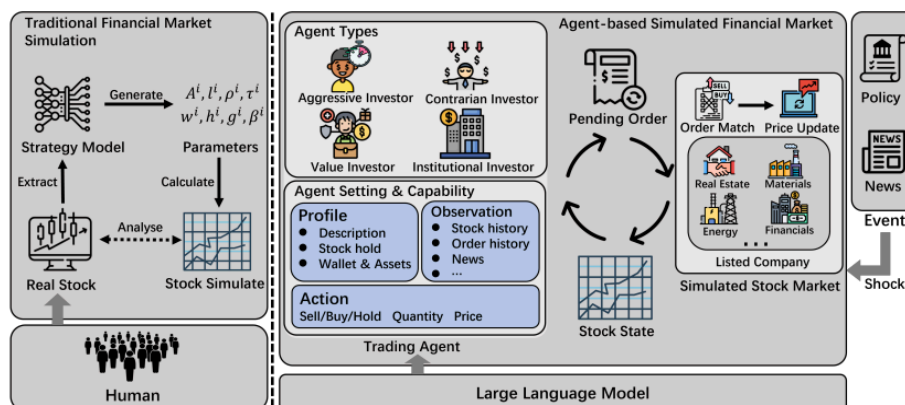 Traditional Financial Market
Simulation
Generate
A^i, l^i, ρ^i, τ^i
w^i, h^i, g^i, β^i
Strategy Model
Parameters
Extract
Calculate
Analyse
Real Stock
Stock Simulate
Human
Agent-based Simulated Financial Market
Agent Types
Aggressive Investor
Contrarian Investor
Value Investor
Institutional Investor
Agent Setting & Capability
Profile
● Description
● Stock hold
● Wallet & Assets
Observation
● Stock history
● Order history
● News
● ...
Action
Sell/Buy/Hold Quantity Price
Trading Agent
Pending Order
Stock State
SELL
BUY
Order Match
Price Update
Real Estate
Materials
Energy
Financials
...
Listed Company
Simulated Stock Market
Large Language Model
Policy
NEWS
News
Event
Shock